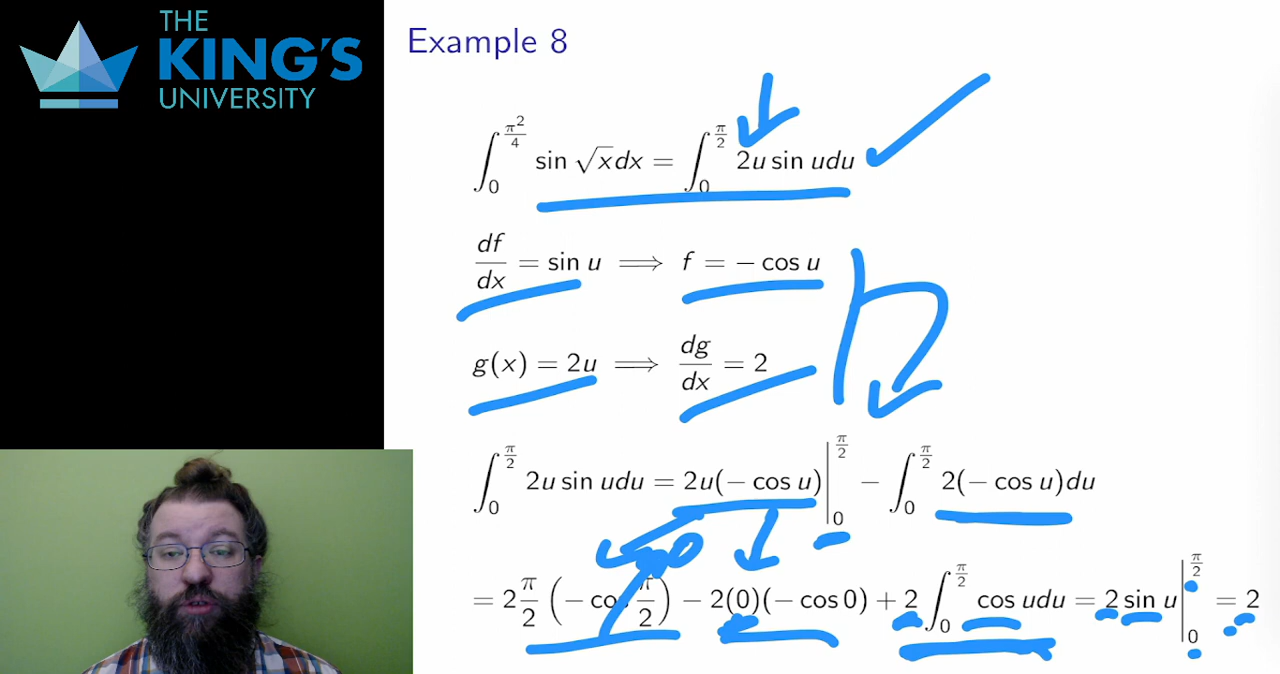 THE
KING'S
UNIVERSITY
Example 8
∫₀^{π²/4} sin √x dx = ∫₀^{π/2} 2u sin u du
df/dx = sin u ⟹ f = − cos u
g(x) = 2u ⟹ dg/dx = 2
∫₀^{π/2} 2u sin u du = 2u(− cos u)|₀^{π/2} − ∫₀^{π/2} 2(− cos u)du
= 2 π/2 (− cos π/2) − 2(0)(− cos 0) + 2 ∫₀^{π/2} cos u du = 2 sin u|₀^{π/2} = 2